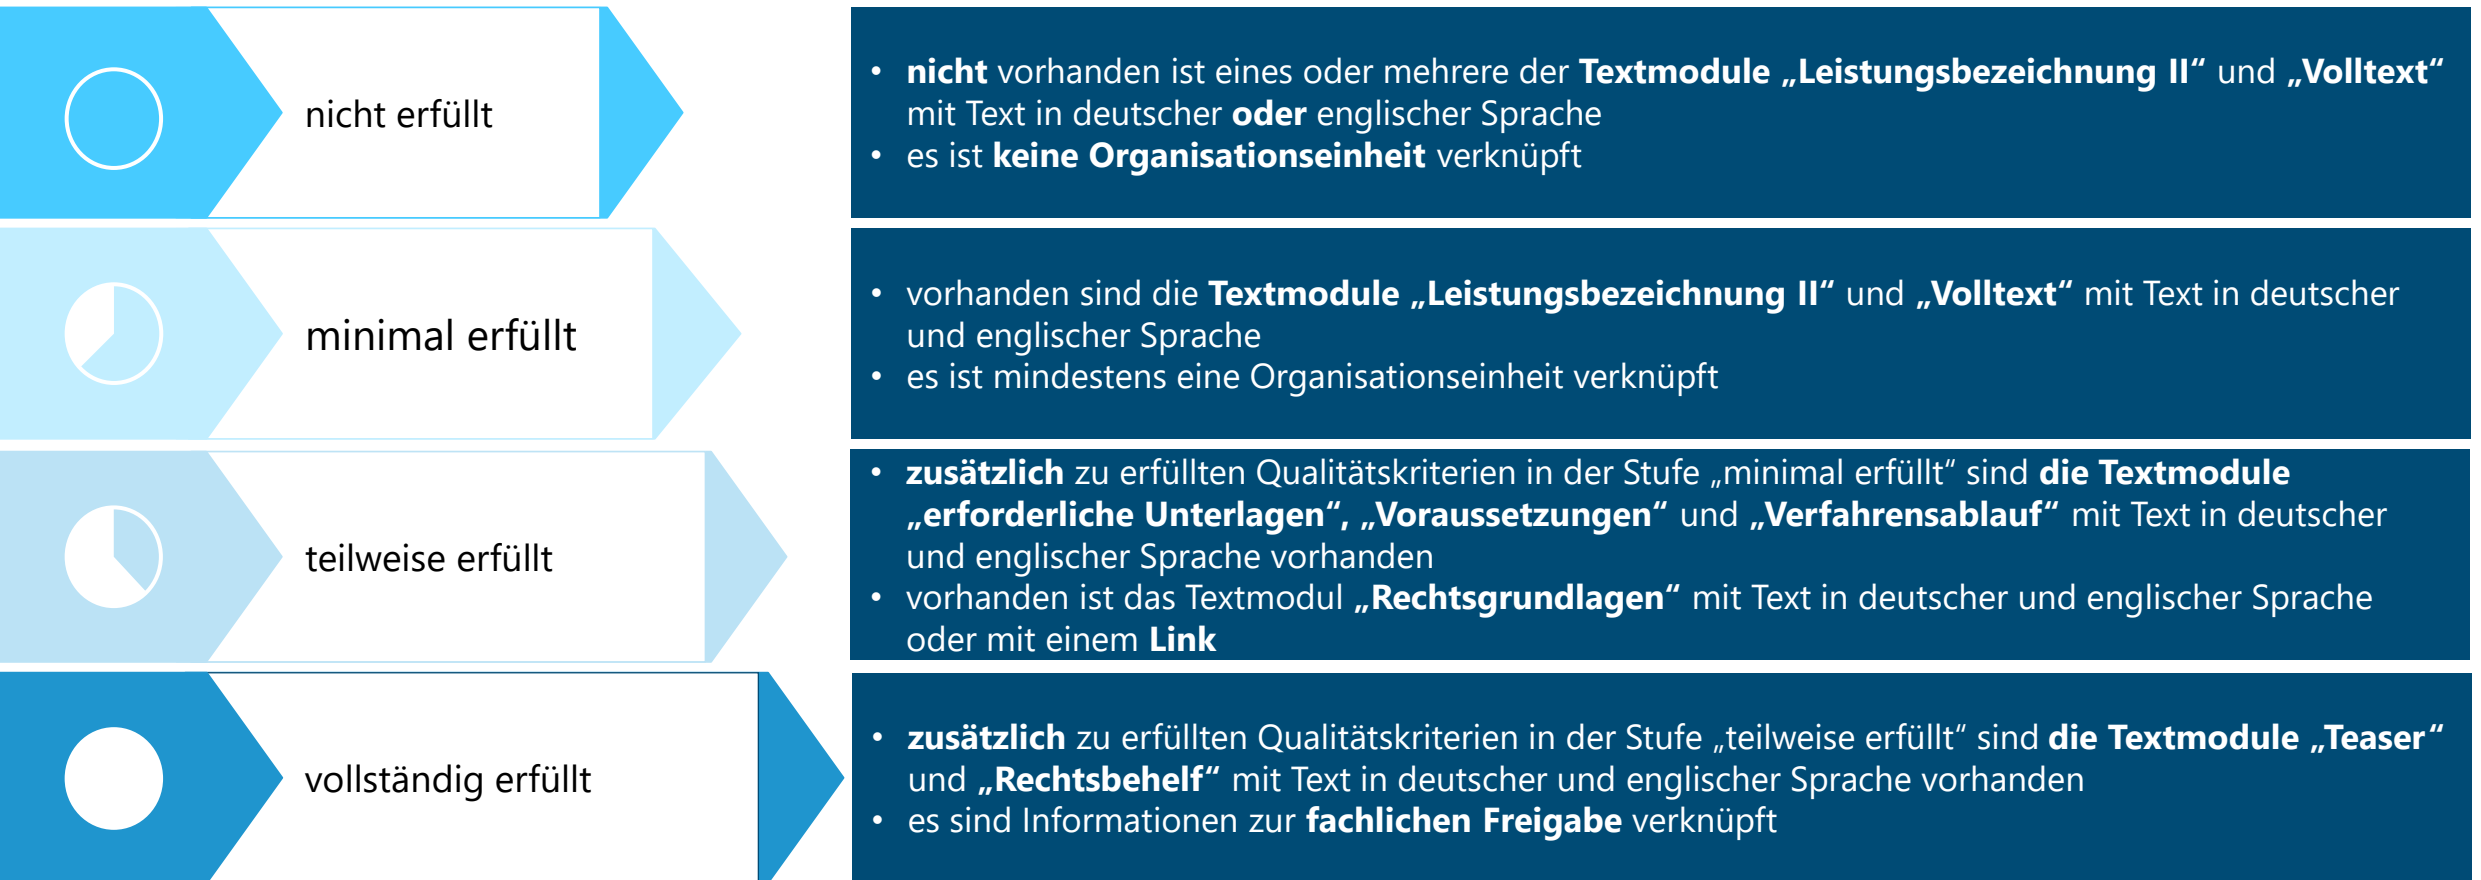 nicht erfüllt
• nicht vorhanden ist eines oder mehrere der Textmodule „Leistungsbezeichnung II“ und „Volltext“
mit Text in deutscher oder englischer Sprache
• es ist keine Organisationseinheit verknüpft
minimal erfüllt
• vorhanden sind die Textmodule „Leistungsbezeichnung II“ und „Volltext“ mit Text in deutscher
und englischer Sprache
• es ist mindestens eine Organisationseinheit verknüpft
teilweise erfüllt
• zusätzlich zu erfüllten Qualitätskriterien in der Stufe „minimal erfüllt“ sind die Textmodule
„erforderliche Unterlagen“, „Voraussetzungen“ und „Verfahrensablauf“ mit Text in deutscher
und englischer Sprache vorhanden
• vorhanden ist das Textmodul „Rechtsgrundlagen“ mit Text in deutscher und englischer Sprache
oder mit einem Link
vollständig erfüllt
• zusätzlich zu erfüllten Qualitätskriterien in der Stufe „teilweise erfüllt“ sind die Textmodule „Teaser“
und „Rechtsbehelf“ mit Text in deutscher und englischer Sprache vorhanden
• es sind Informationen zur fachlichen Freigabe verknüpft